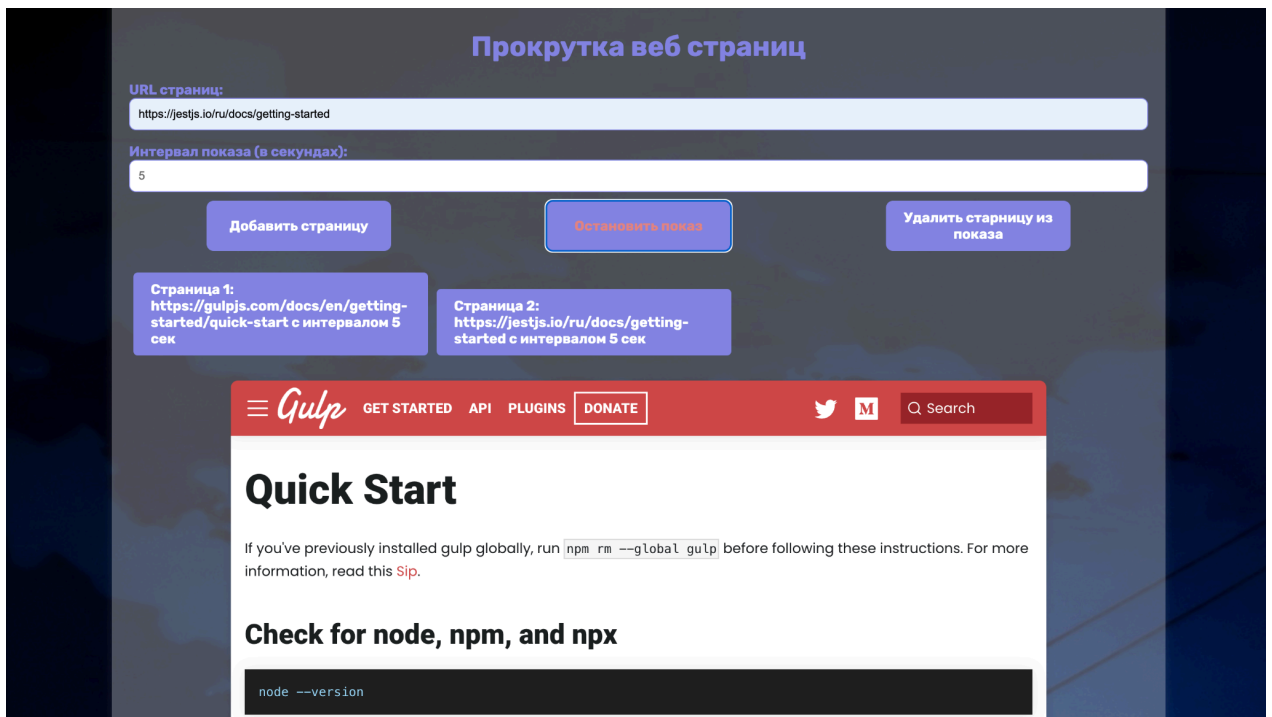 Прокрутка веб страниц
URL страниц:
https://jestjs.io/ru/docs/getting-started
Интервал показа (в секундах):
5
Добавить страницу
Остановить показ
Удалить старницу из
показа
Страница 1:
https://gulpjs.com/docs/en/getting-
started/quick-start с интервалом 5
сек
Страница 2:
https://jestjs.io/ru/docs/getting-
started с интервалом 5 сек
Gulp GET STARTED API PLUGINS DONATE M Search
Quick Start
If you've previously installed gulp globally, run npm rm --global gulp before following these instructions. For more
information, read this Sip.
Check for node, npm, and npx
node --version